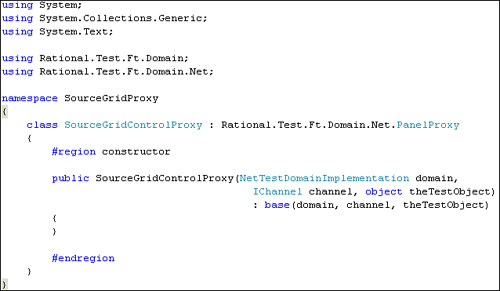 using System;
using System.Collections.Generic;
using System.Text;
using Rational.Test.Ft.Domain;
using Rational.Test.Ft.Domain.Net;
namespace SourceGridProxy
{
class SourceGridControlProxy : Rational.Test.Ft.Domain.Net.PanelProxy
{
#region constructor
public SourceGridControlProxy(NetTestDomainImplementation domain,
IChannel channel, object theTestObject)
: base(domain, channel, theTestObject)
{
}
#endregion
}
}